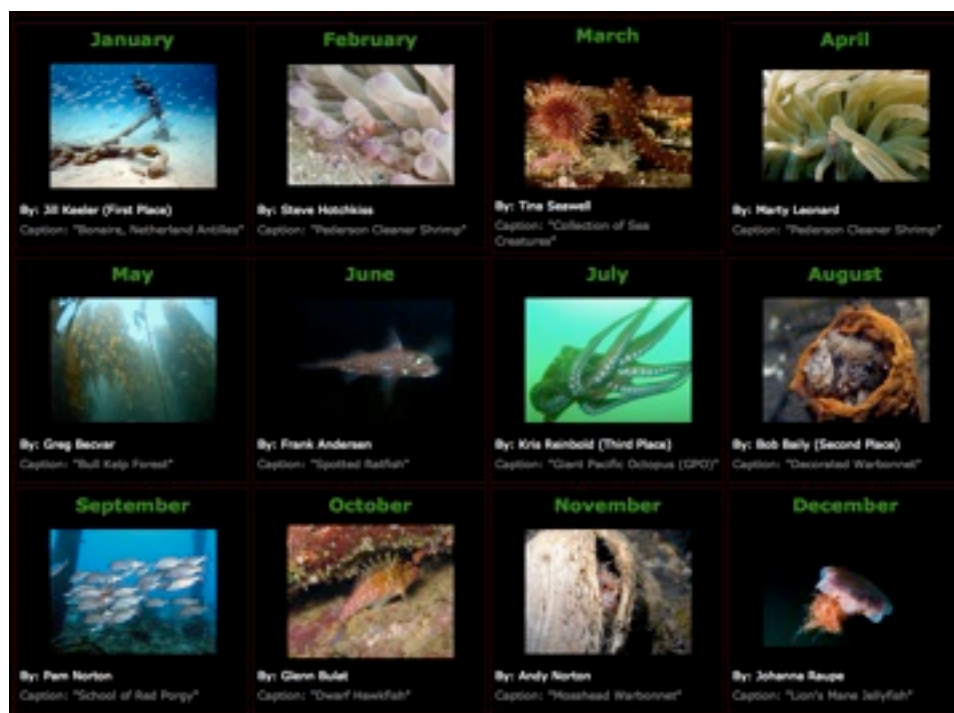 January
February
March
April
By: Jill Keeler (First Place)
Caption: "Bonaire, Netherland Antilles"
By: Steve Hotchkiss
Caption: "Pederson Cleaner Shrimp"
By: Tina Seawell
Caption: "Collection of Sea
Creatures"
By: Marty Leonard
Caption: "Pederson Cleaner Shrimp"
May
June
July
August
By: Greg Becvar
Caption: "Bull Kelp Forest"
By: Frank Andersen
Caption: "Spotted Ratfish"
By: Kris Reinbold (Third Place)
Caption: "Giant Pacific Octopus (GPO)"
By: Bob Baily (Second Place)
Caption: "Decorated Warbonnet"
September
October
November
December
By: Pam Norton
Caption: "School of Red Porgy"
By: Glenn Bulat
Caption: "Dwarf Hawkfish"
By: Andy Norton
Caption: "Mosshead Warbonnet"
By: Johanna Raupe
Caption: "Lion's Mane Jellyfish"